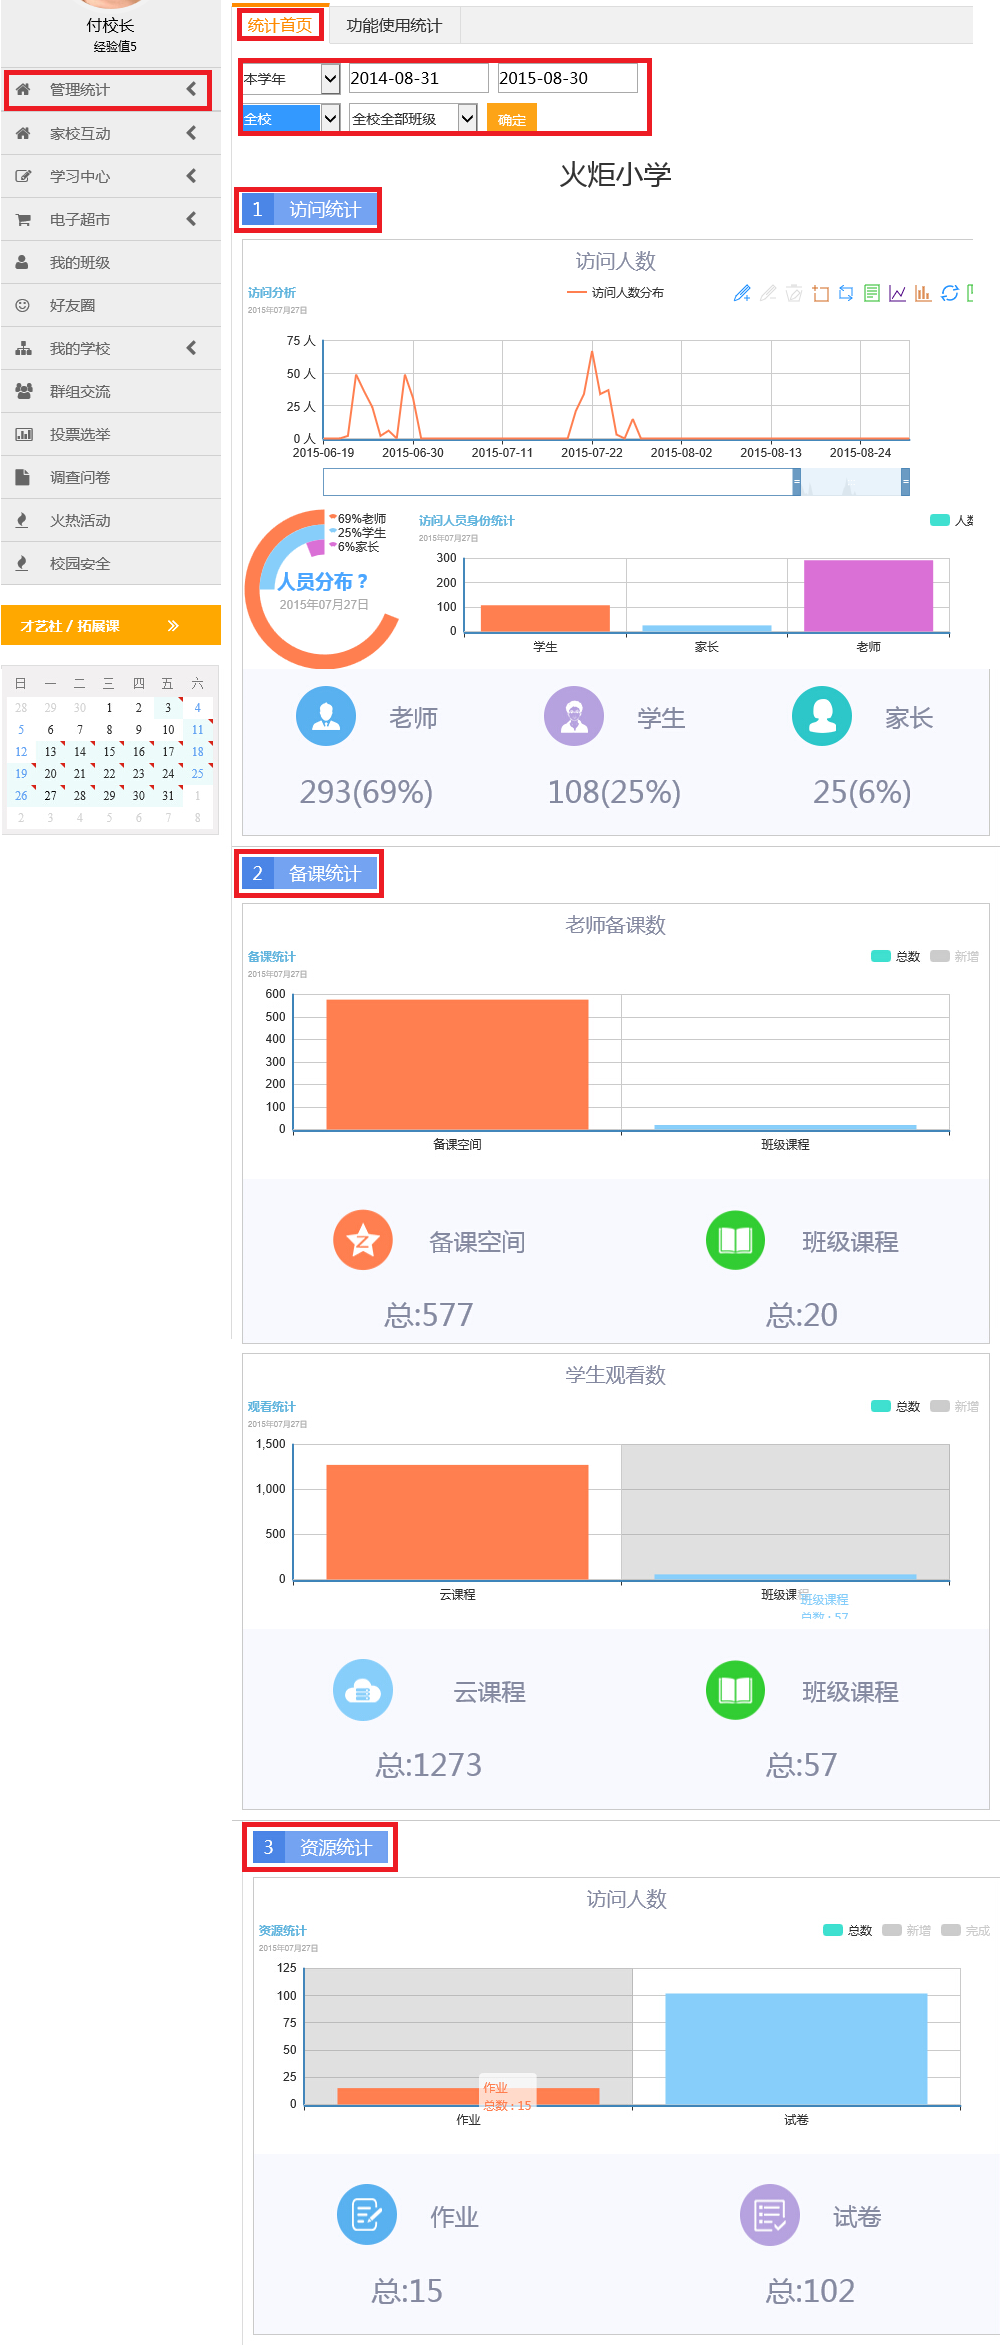 付校长
经验值5
管理统计
家校互动
学习中心
电子超市
我的班级
好友圈
我的学校
群组交流
投票选举
调查问卷
火热活动
校园安全
才艺社 / 拓展课
日 一 二 三 四 五 六
28 29 30 1 2 3 4
5 6 7 8 9 10 11
12 13 14 15 16 17 18
19 20 21 22 23 24 25
26 27 28 29 30 31 1
2 3 4 5 6 7 8
统计首页 功能使用统计
本学年 2014-08-31 2015-08-30
全校 全校全部班级 确定
火炬小学
1 访问统计
访问人数
访问分析
2015年07月27日
访问人数分布
75 人
50 人
25 人
0 人
2015-06-19 2015-06-30 2015-07-11 2015-07-22 2015-08-02 2015-08-13 2015-08-24
69%老师
25%学生
6%家长
人员分布？
2015年07月27日
访问人员身份统计
2015年07月27日
人数
300
200
100
0
学生 家长 老师
老师 学生 家长
293(69%) 108(25%) 25(6%)
2 备课统计
老师备课数
备课统计
2015年07月27日
总数 新增
600
500
400
300
200
100
0
备课空间 班级课程
备课空间 班级课程
总:577 总:20
学生观看数
观看统计
2015年07月27日
总数 新增
1,500
1,000
500
0
云课程 班级课程
班级课程
总数 : 57
云课程 班级课程
总:1273 总:57
3 资源统计
访问人数
资源统计
2015年07月27日
总数 新增 完成
125
100
75
50
25
0
作业
总数 : 15
作业 试卷
作业 试卷
总:15 总:102